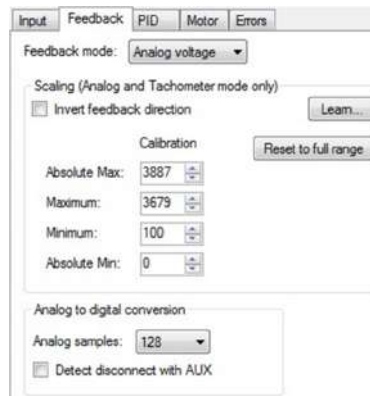 Input Feedback PID Motor Errors
Feedback mode: Analog voltage
Scaling (Analog and Tachometer mode only)
Invert feedback direction Learn...
Calibration Reset to full range
Absolute Max: 3887
Maximum: 3679
Minimum: 100
Absolute Min: 0
Analog to digital conversion
Analog samples: 128
Detect disconnect with AUX